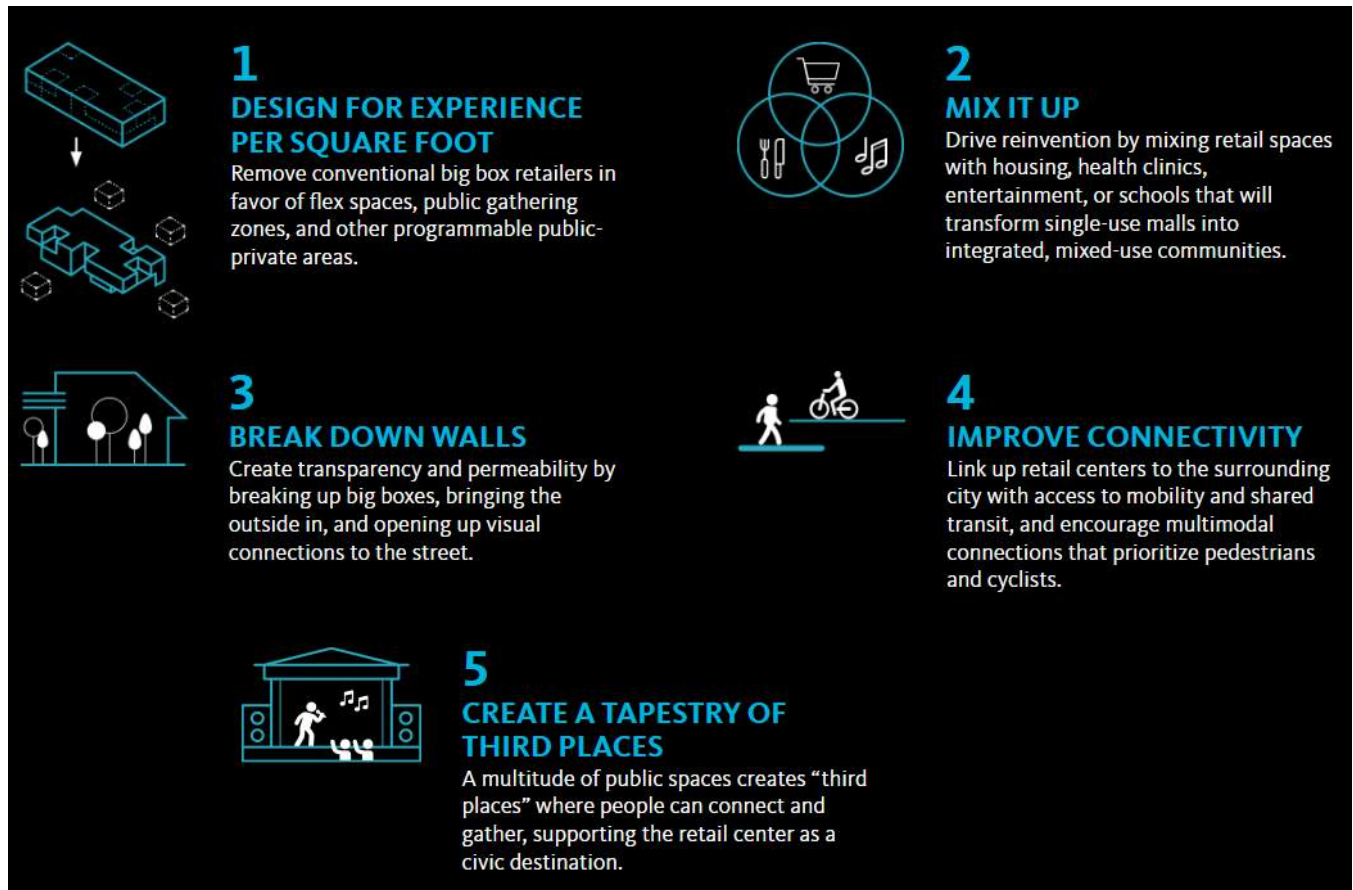 1
DESIGN FOR EXPERIENCE
PER SQUARE FOOT
Remove conventional big box retailers in
favor of flex spaces, public gathering
zones, and other programmable public-
private areas.
2
MIX IT UP
Drive reinvention by mixing retail spaces
with housing, health clinics,
entertainment, or schools that will
transform single-use malls into
integrated, mixed-use communities.
3
BREAK DOWN WALLS
Create transparency and permeability by
breaking up big boxes, bringing the
outside in, and opening up visual
connections to the street.
4
IMPROVE CONNECTIVITY
Link up retail centers to the surrounding
city with access to mobility and shared
transit, and encourage multimodal
connections that prioritize pedestrians
and cyclists.
5
CREATE A TAPESTRY OF
THIRD PLACES
A multitude of public spaces creates “third
places” where people can connect and
gather, supporting the retail center as a
civic destination.